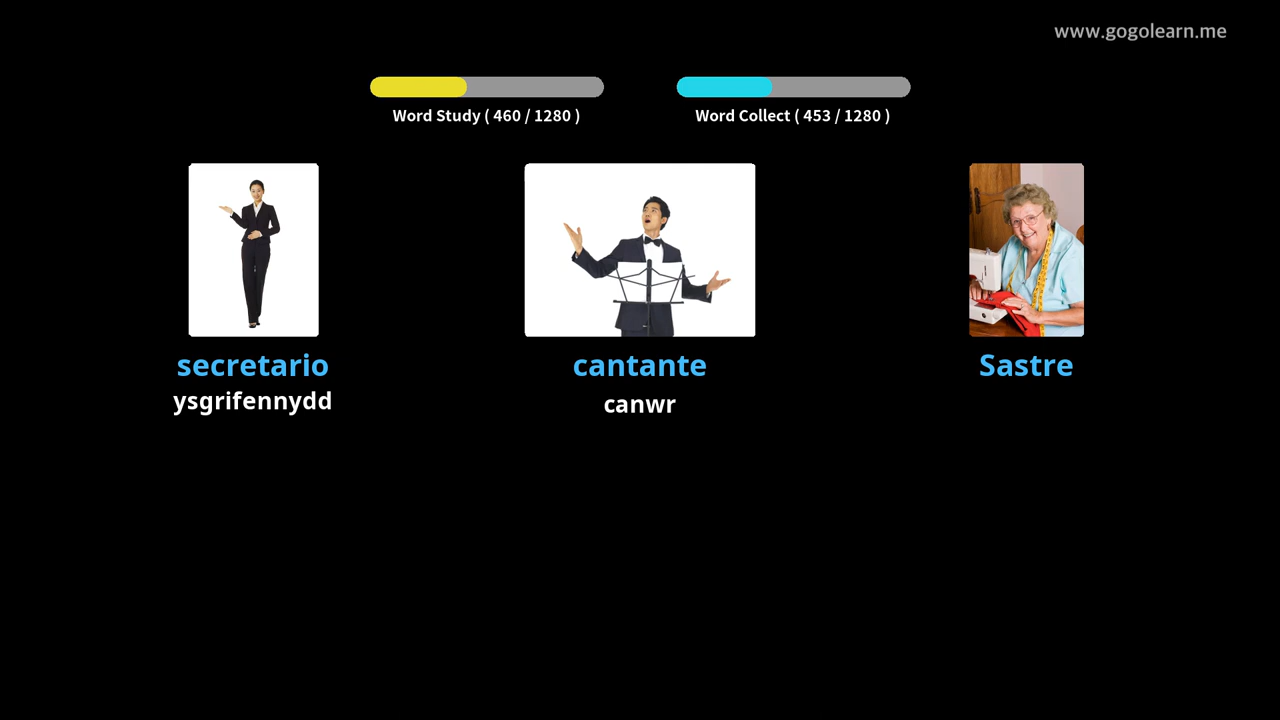 www.gogolearn.me
Word Study ( 460 / 1280 )
Word Collect ( 453 / 1280 )
secretario
ysgrifennydd
cantante
canwr
Sastre